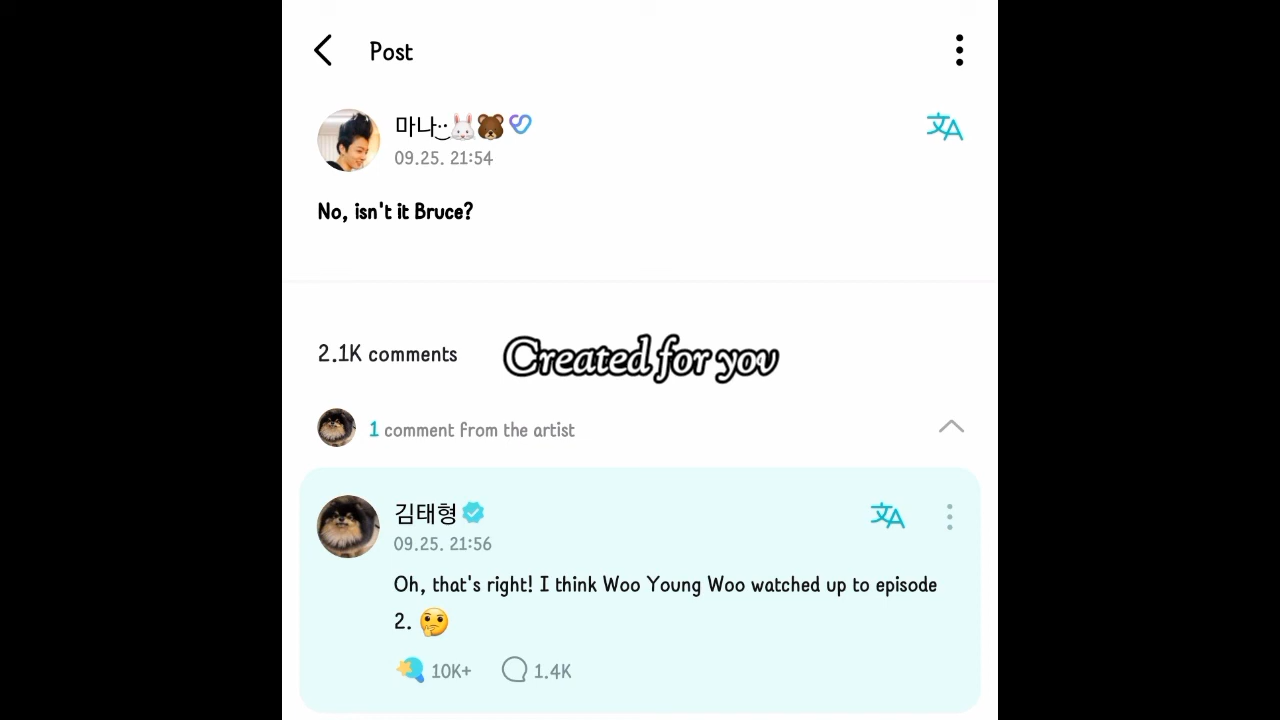 Post
마나·͜·🐰🐻💜
09.25. 21:54
No, isn't it Bruce?
2.1K comments
Created for you
1 comment from the artist
김태형
09.25. 21:56
Oh, that's right! I think Woo Young Woo watched up to episode
2. 🤔
10K+ 1.4K